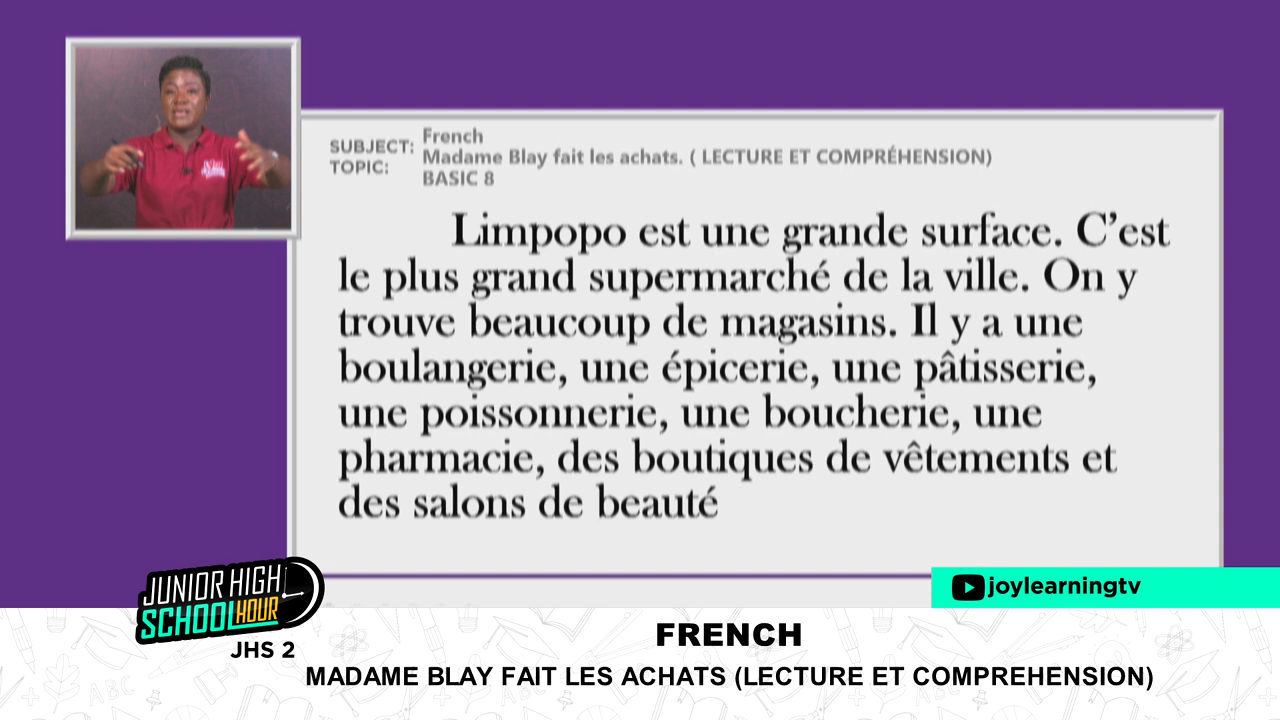 SUBJECT: French
TOPIC: Madame Blay fait les achats. ( LECTURE ET COMPRÉHENSION)
BASIC 8
Limpopo est une grande surface. C’est
le plus grand supermarché de la ville. On y
trouve beaucoup de magasins. Il y a une
boulangerie, une épicerie, une pâtisserie,
une poissonnerie, une boucherie, une
pharmacie, des boutiques de vêtements et
des salons de beauté
JUNIOR HIGH
SCHOOL HOUR
JHS 2
joylearningtv
FRENCH
MADAME BLAY FAIT LES ACHATS (LECTURE ET COMPREHENSION)